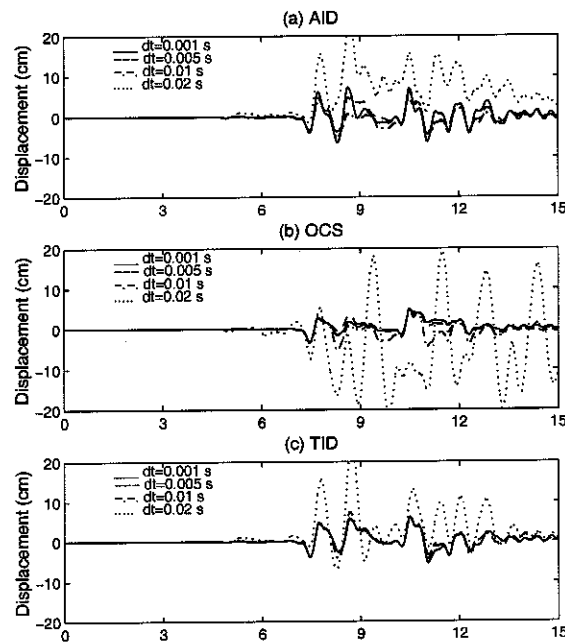 (a) AID
20
10
0
−10
−20
Displacement (cm)
dt=0.001 s
dt=0.005 s
dt=0.01 s
dt=0.02 s
0 3 6 9 12 15
(b) OCS
20
10
0
−10
−20
Displacement (cm)
dt=0.001 s
dt=0.005 s
dt=0.01 s
dt=0.02 s
0 3 6 9 12 15
(c) TID
20
10
0
−10
−20
Displacement (cm)
dt=0.001 s
dt=0.005 s
dt=0.01 s
dt=0.02 s
0 3 6 9 12 15